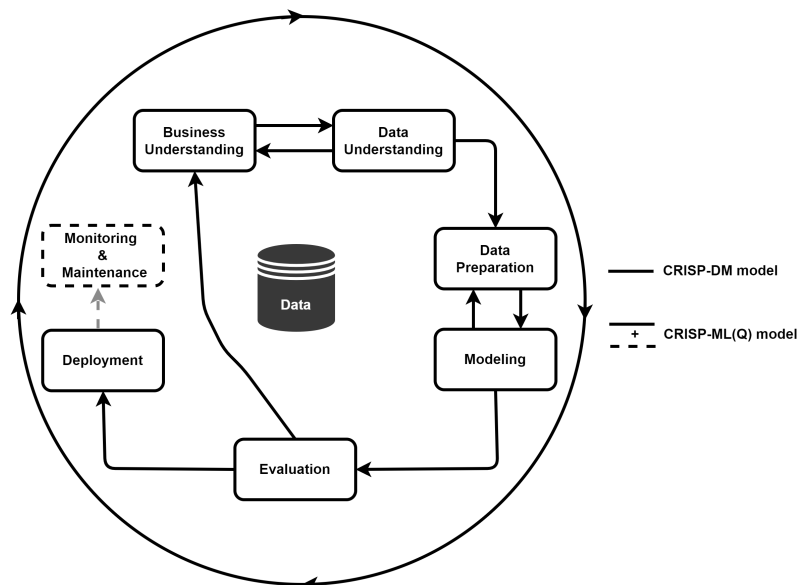 Business
Understanding
Data
Understanding
Monitoring
&
Maintenance
Data
Preparation
Data
CRISP-DM model
+
CRISP-ML(Q) model
Deployment
Modeling
Evaluation